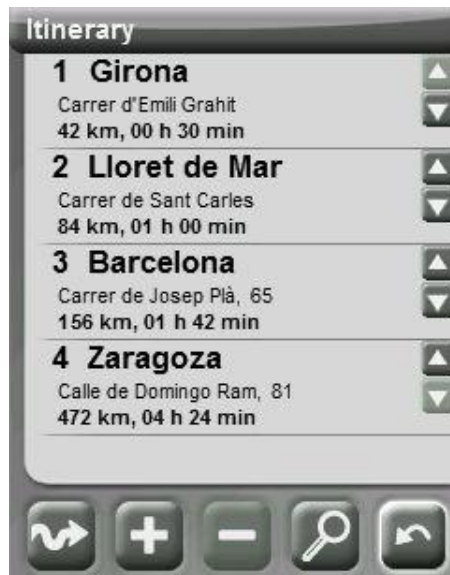 Itinerary
1 Girona
Carrer d'Emili Grahit
42 km, 00 h 30 min
2 Lloret de Mar
Carrer de Sant Carles
84 km, 01 h 00 min
3 Barcelona
Carrer de Josep Plà, 65
156 km, 01 h 42 min
4 Zaragoza
Calle de Domingo Ram, 81
472 km, 04 h 24 min